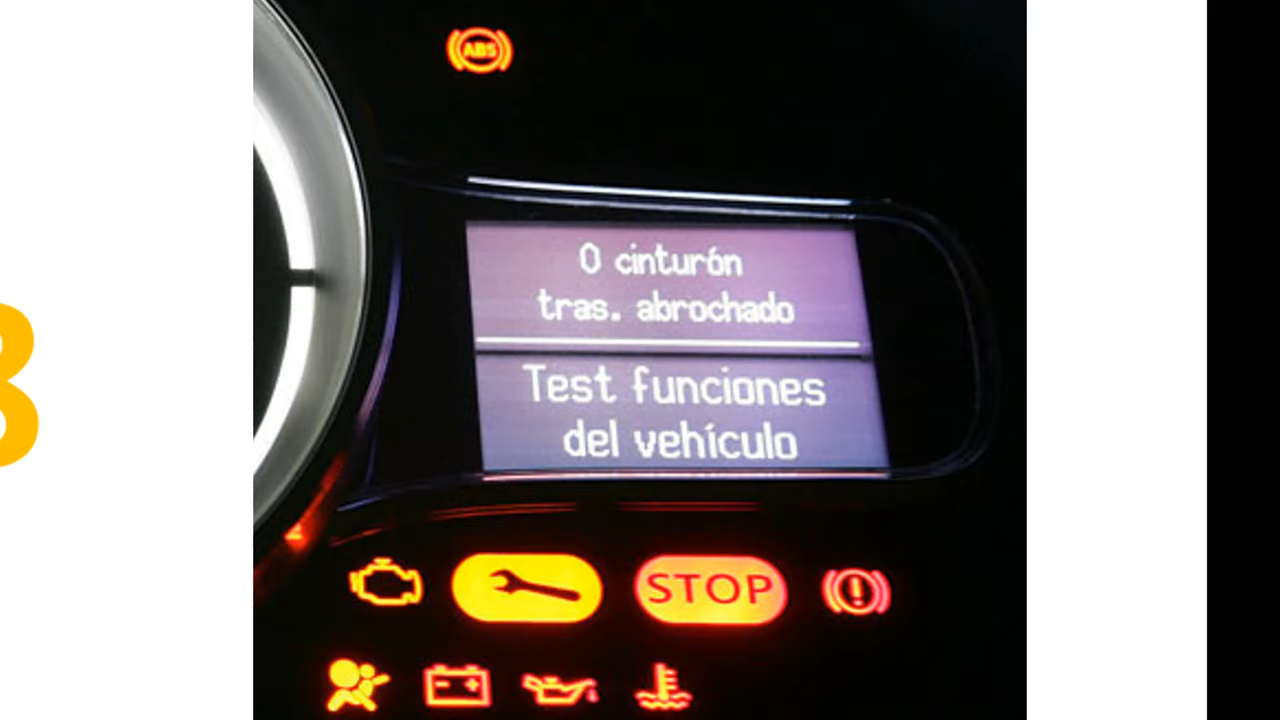 ABS
0 cinturón
tras. abrochado
Test funciones
del vehículo
STOP